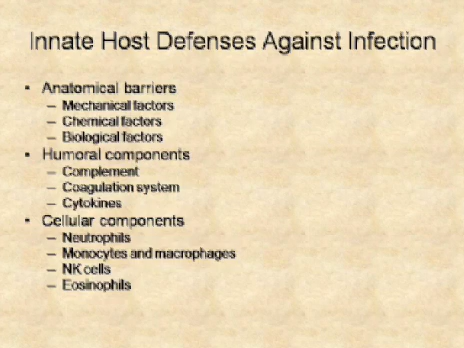 Innate Host Defenses Against Infection
• Anatomical barriers
– Mechanical factors
– Chemical factors
– Biological factors
• Humoral components
– Complement
– Coagulation system
– Cytokines
• Cellular components
– Neutrophils
– Monocytes and macrophages
– NK cells
– Eosinophils